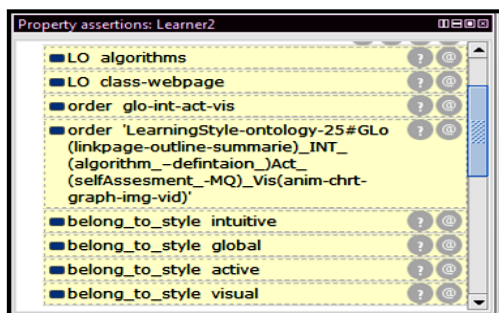 Property assertions: Learner2
LO algorithms
? @
LO class-webpage
? @
order glo-int-act-vis
? @
order 'LearningStyle-ontology-25#GLo
? @
(linkpage-outline-summarie)_INT_
(algorithm_–defintaion_)Act_
(selfAssesment_-MQ)_Vis(anim-chrt-
graph-img-vid)'
belong_to_style intuitive
? @
belong_to_style global
? @
belong_to_style active
? @
belong_to_style visual
? @